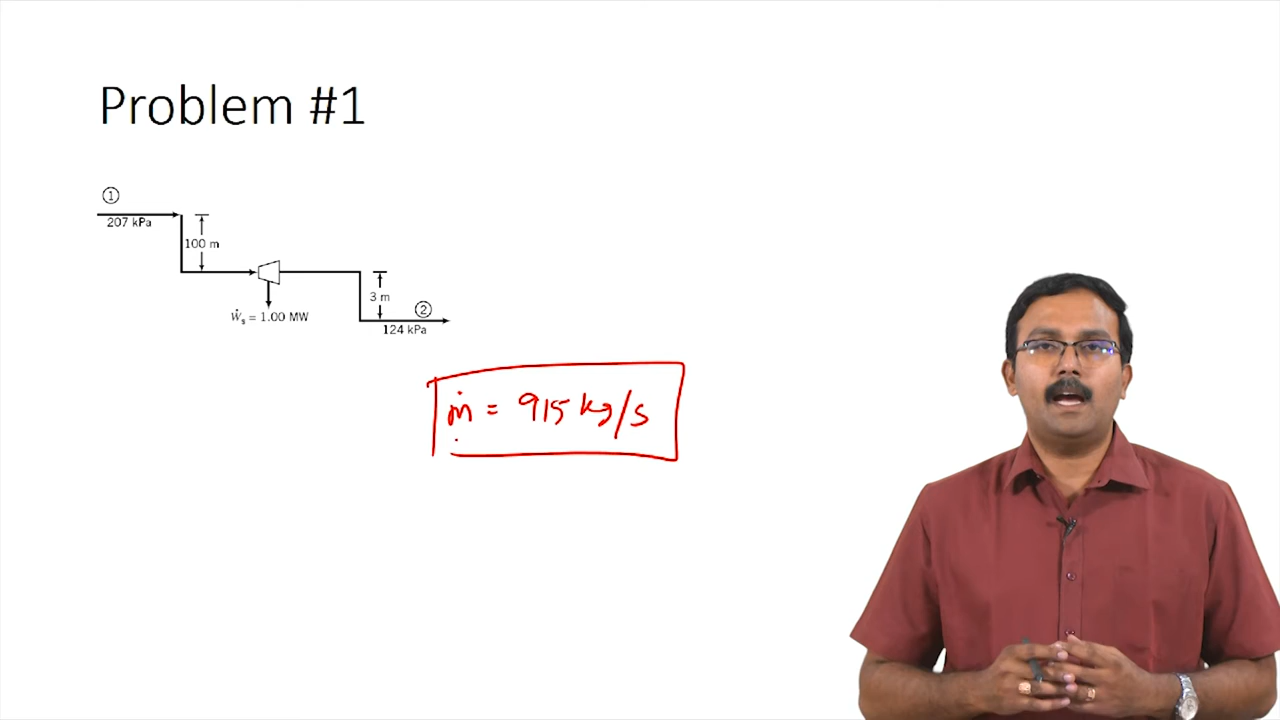 Problem #1
①
207 kPa
100 m
Ẇs = 1.00 MW
3 m
②
124 kPa
ṁ = 915 kg/s